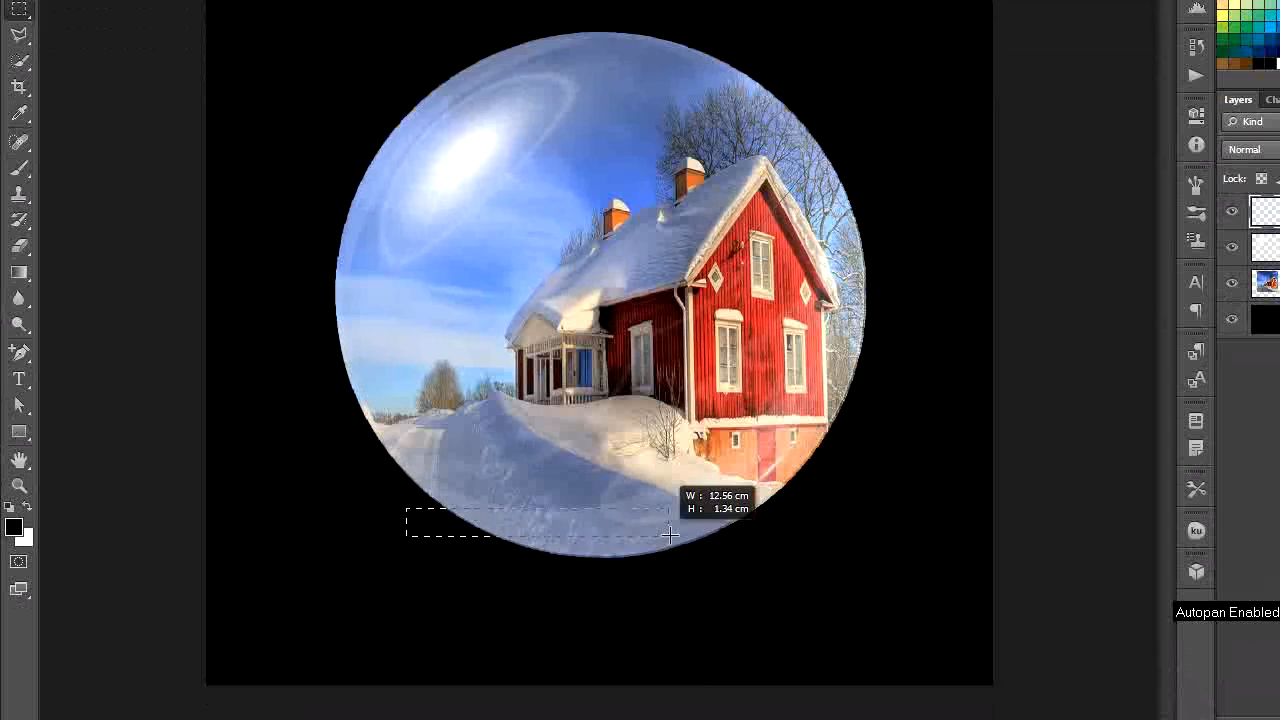 Layers Ch
Kind
Normal
Lock:
W : 12.56 cm
H : 1.34 cm
ku
Autopan Enabled